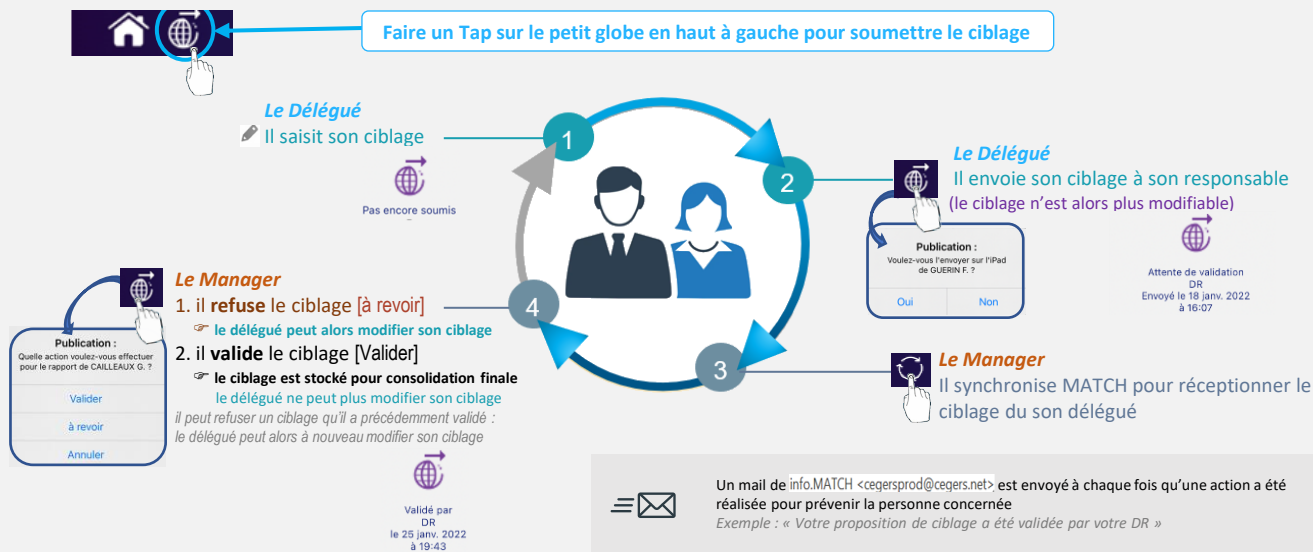 Faire un Tap sur le petit globe en haut à gauche pour soumettre le ciblage
Le Délégué
Il saisit son ciblage
Pas encore soumis
1
2
Le Délégué
Il envoie son ciblage à son responsable
(le ciblage n'est alors plus modifiable)
Publication :
Voulez-vous l'envoyer sur l'iPad
de GUERIN F. ?
Oui
Non
Attente de validation
DR
Envoyé le 18 janv. 2022
à 16:07
3
Le Manager
Il synchronise MATCH pour réceptionner le
ciblage du son délégué
4
Le Manager
1. il refuse le ciblage [à revoir]
☞ le délégué peut alors modifier son ciblage
2. il valide le ciblage [Valider]
☞ le ciblage est stocké pour consolidation finale
le délégué ne peut plus modifier son ciblage
il peut refuser un ciblage qu'il a précédemment validé :
le délégué peut alors à nouveau modifier son ciblage
Publication :
Quelle action voulez-vous effectuer
pour le rapport de CAILLEAUX G. ?
Valider
à revoir
Annuler
Validé par
DR
le 25 janv. 2022
à 19:43
Un mail de info.MATCH <cegersprod@cegers.net> est envoyé à chaque fois qu'une action a été
réalisée pour prévenir la personne concernée
Exemple : « Votre proposition de ciblage a été validée par votre DR »